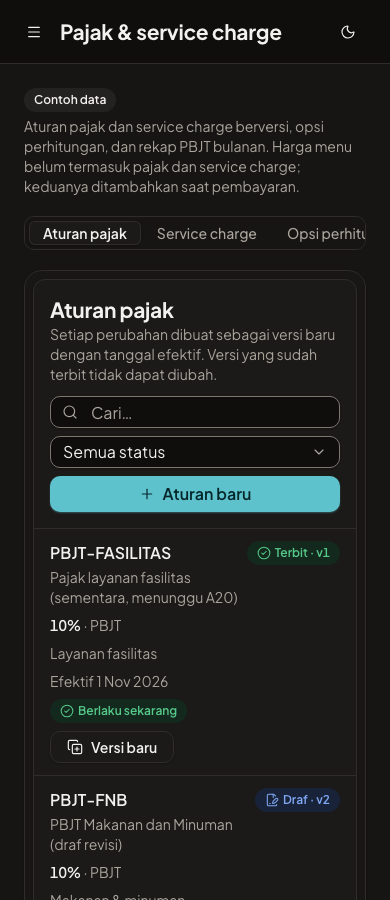 Pajak & service charge
Contoh data
Aturan pajak dan service charge berversi, opsi
perhitungan, dan rekap PBJT bulanan. Harga menu
belum termasuk pajak dan service charge;
keduanya ditambahkan saat pembayaran.
Aturan pajak
Service charge
Opsi perhitu
Aturan pajak
Setiap perubahan dibuat sebagai versi baru
dengan tanggal efektif. Versi yang sudah
terbit tidak dapat diubah.
Cari...
Semua status
+ Aturan baru
PBJT-FASILITAS
Terbit · v1
Pajak layanan fasilitas
(sementara, menunggu A20)
10% · PBJT
Layanan fasilitas
Efektif 1 Nov 2026
Berlaku sekarang
Versi baru
PBJT-FNB
Draf · v2
PBJT Makanan dan Minuman
(draf revisi)
10% · PBJT
Makanan & minuman